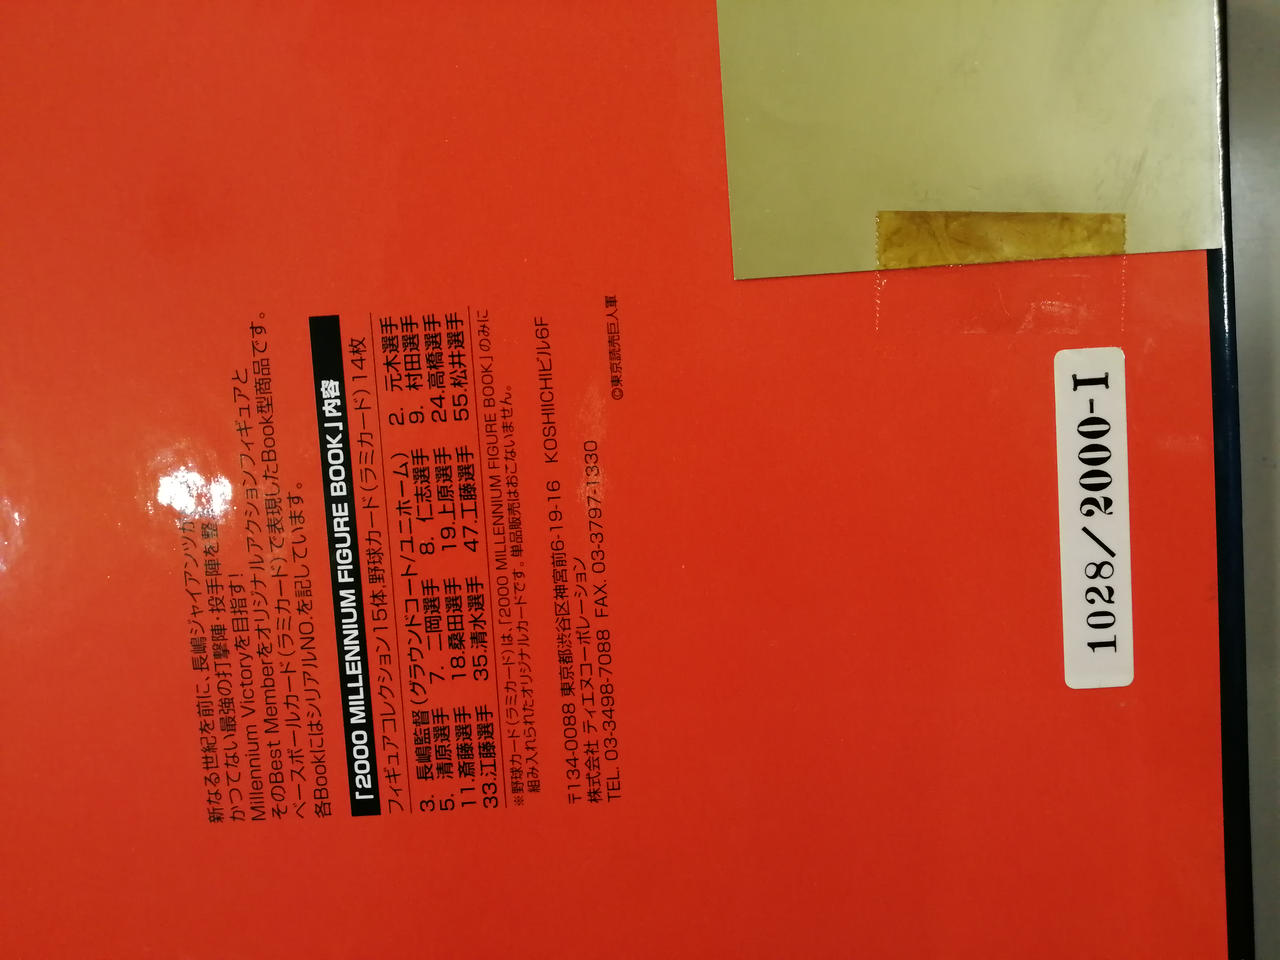 新なる世紀を前に、長嶋ジャイアンツが
かつてない最強の打撃陣・投手陣を整
Millennium Victoryを目指す!
そのBest Memberをオリジナルアクションフィギュアと
ベースボールカード(ラミカード)で表現したBook型商品です。
各BookにはシリアルNO.を記しています。
「2000 MILLENNIUM FIGURE BOOK」内容
フィギュアコレクション15体、野球カード(ラミカード)14枚
3. 長嶋監督(グラウンドコート/ユニホーム) 2. 元木選手
5. 清原選手 7. 二岡選手 8. 仁志選手 9. 村田選手
11.斎藤選手 18.桑田選手 19.上原選手 24.高橋選手
33.江藤選手 35.清水選手 47.工藤選手 55.松井選手
※野球カード(ラミカード)は、「2000 MILLENNIUM FIGURE BOOK」のみに
組み入れられたオリジナルカードです。単品販売はおこないません。
〒134-0088 東京都渋谷区神宮前6-19-16 KOSHIICHIビル6F
株式会社 ティエヌコーポレーション
TEL. 03-3498-7088 FAX. 03-3797-1330
©東京読売巨人軍
1028/2000-I